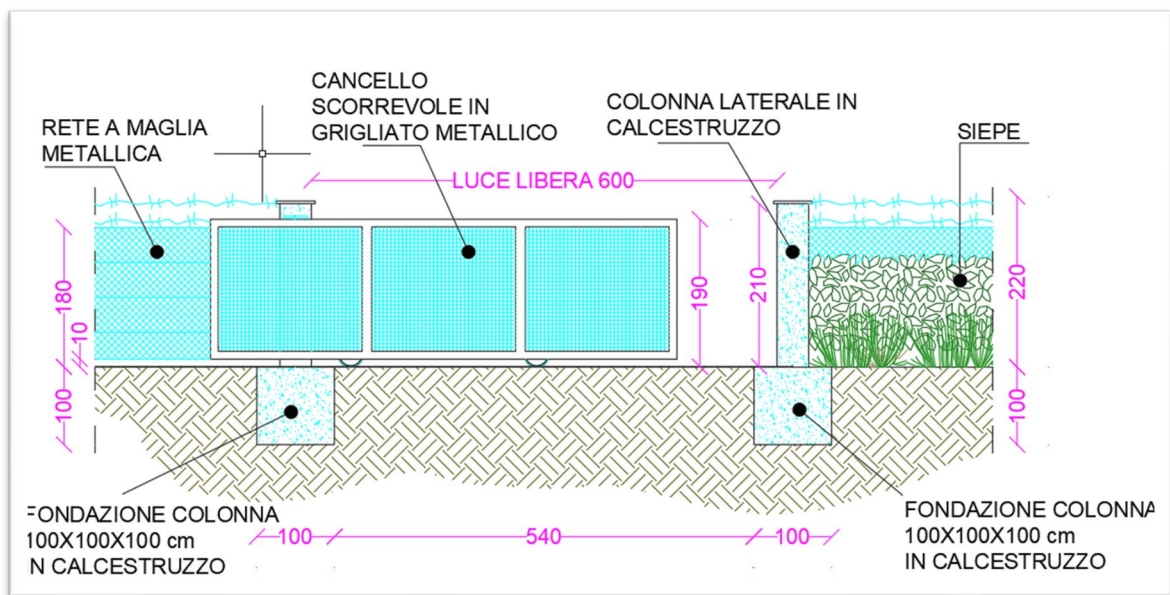 CANCELLO
SCORREVOLE IN
GRIGLIATO METALLICO
COLONNA LATERALE IN
CALCESTRUZZO
RETE A MAGLIA
METALLICA
SIEPE
LUCE LIBERA 600
180
10
100
190
210
220
100
FONDAZIONE COLONNA
100X100X100 cm
IN CALCESTRUZZO
100
540
100
FONDAZIONE COLONNA
100X100X100 cm
IN CALCESTRUZZO